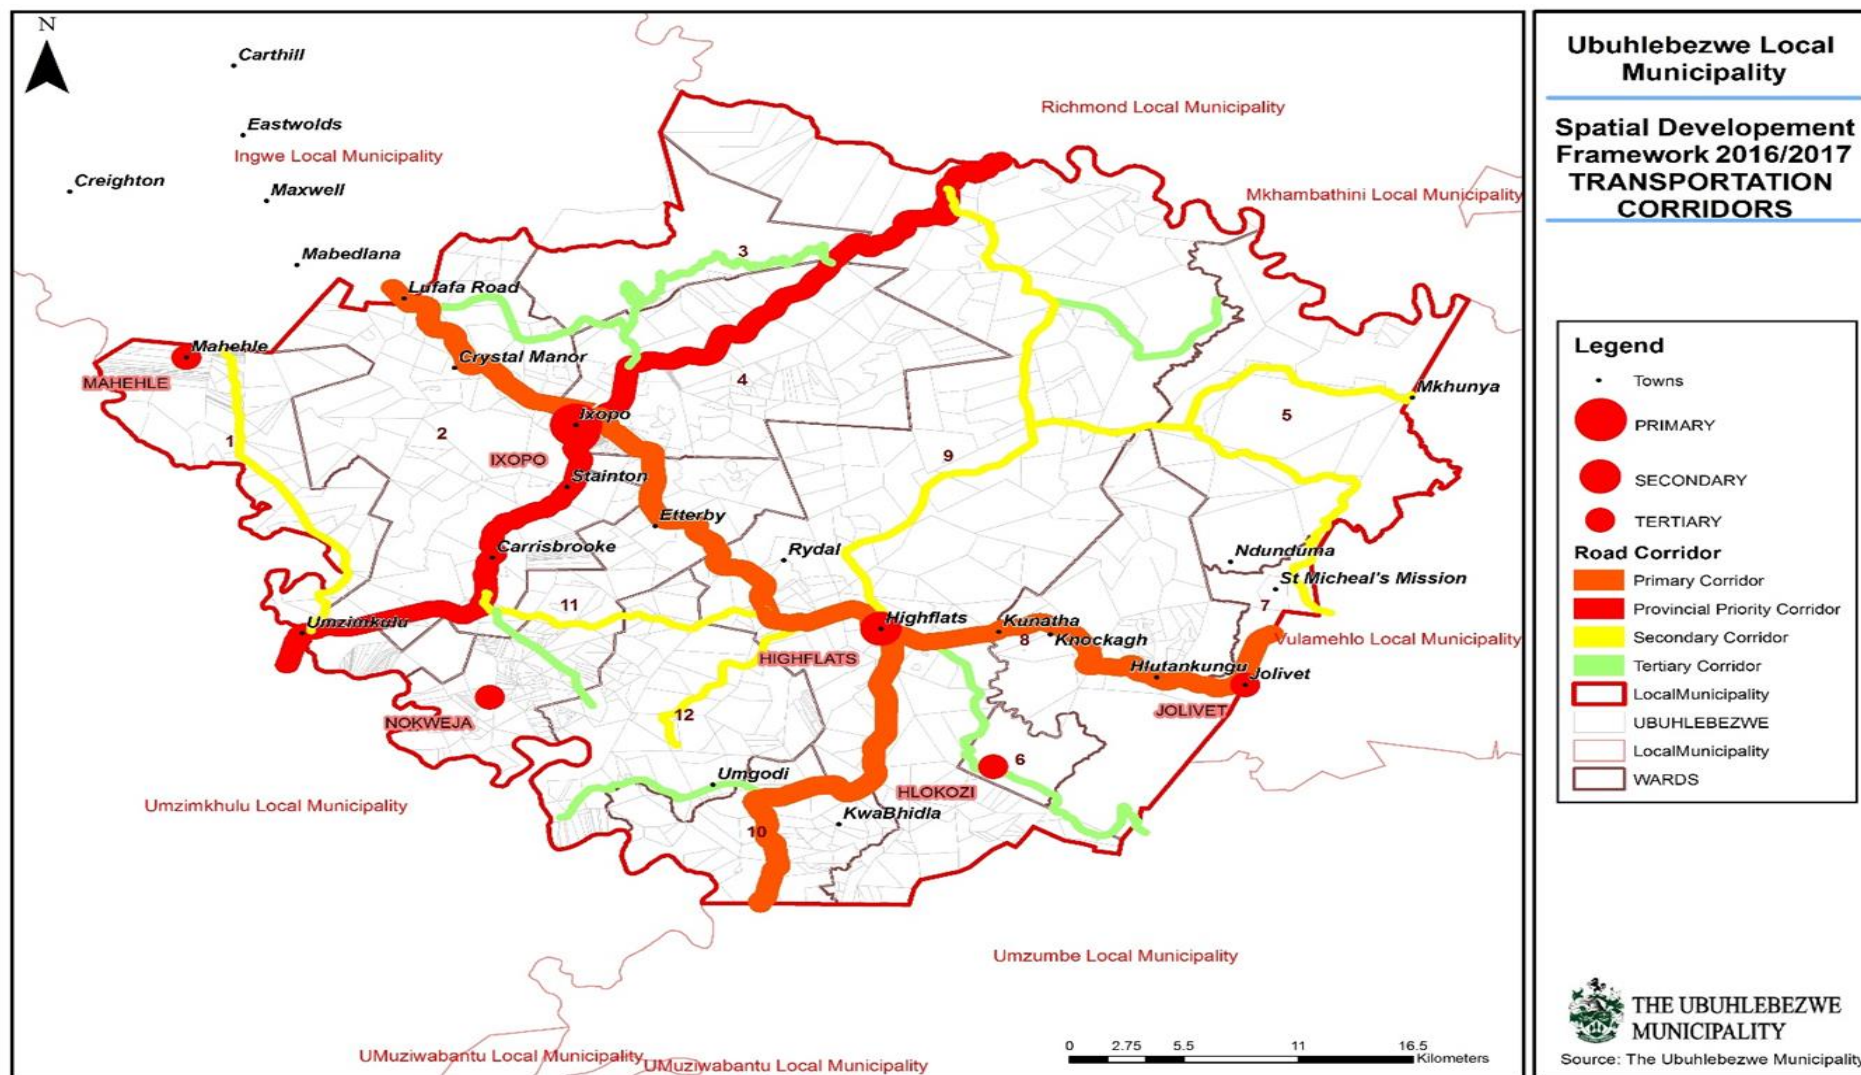 N
Carthill
Eastwolds
Ingwe Local Municipality
Creighton
Maxwell
Mabedlana
Richmond Local Municipality
Mkhambathini Local Municipality
3
Lufafa Road
Mahehle
MAHEHLE
Crystal Manor
4
Mkhunya
5
Ixopo
1
2
IXOPO
9
Stainton
Etterby
Carrisbrooke
Rydal
Ndunduma
St Micheal's Mission
7
11
Umzimkulu
Highflats
Kunatha
8
Knockagh
Vulamehlo Local Municipality
HIGHFLATS
Hlutankungu
Jolivet
JOLIVET
NOKWEJA
12
6
Umgodi
HLOKOZI
Umzimkhulu Local Municipality
KwaBhidla
10
Umzumbe Local Municipality
UMuziwabantu Local Municipality
UMuziwabantu Local Municipality
0 2.75 5.5 11 16.5
Kilometers
Ubuhlebezwe Local
Municipality
Spatial Developement
Framework 2016/2017
TRANSPORTATION
CORRIDORS
Legend
Towns
PRIMARY
SECONDARY
TERTIARY
Road Corridor
Primary Corridor
Provincial Priority Corridor
Secondary Corridor
Tertiary Corridor
LocalMunicipality
UBUHLEBEZWE
LocalMunicipality
WARDS
THE UBUHLEBEZWE
MUNICIPALITY
Source: The Ubuhlebezwe Municipality